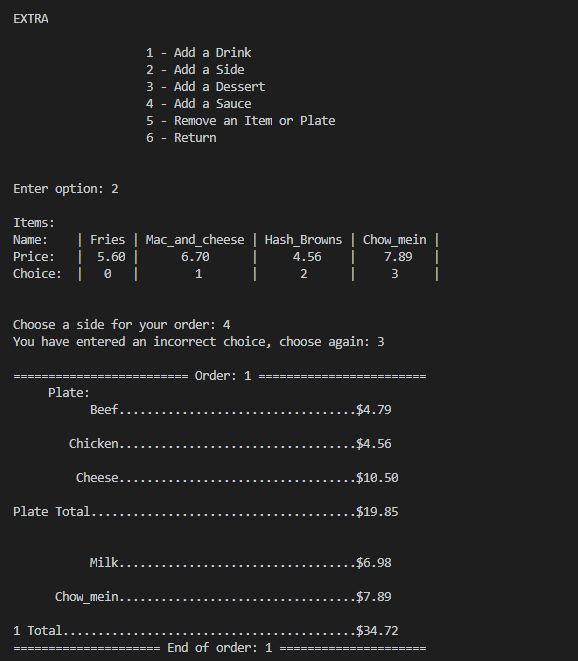 EXTRA
1 - Add a Drink
2 - Add a Side
3 - Add a Dessert
4 - Add a Sauce
5 - Remove an Item or Plate
6 - Return
Enter option: 2
Items:
Name:    | Fries | Mac_and_cheese | Hash_Browns | Chow_mein |
Price:   |  5.60 |      6.70      |     4.56    |    7.89   |
Choice:  |   0   |        1       |      2      |     3     |
Choose a side for your order: 4
You have entered an incorrect choice, choose again: 3
========================= Order: 1 ========================
Plate:
Beef..................................$4.79
Chicken..................................$4.56
Cheese..................................$10.50
Plate Total......................................$19.85
Milk..................................$6.98
Chow_mein..................................$7.89
1 Total..........................................$34.72
===================== End of order: 1 =====================